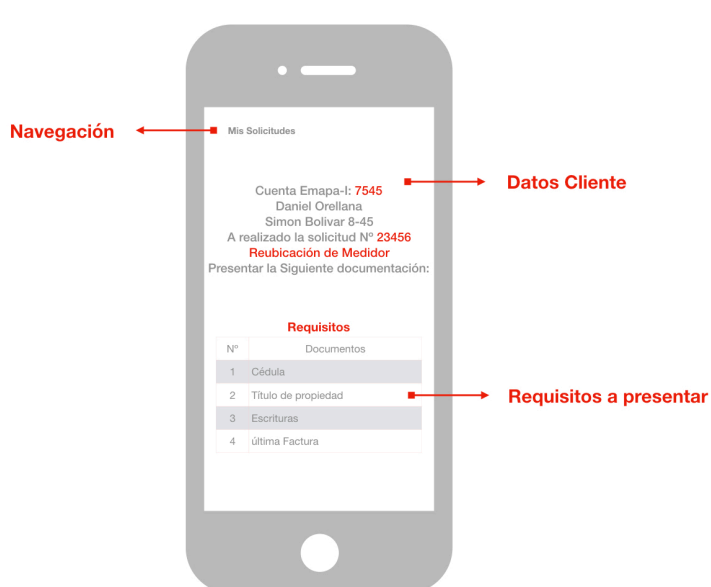 Navegación
Mis Solicitudes
Datos Cliente
Cuenta Emapa-I: 7545
Daniel Orellana
Simon Bolivar 8-45
A realizado la solicitud Nº 23456
Reubicación de Medidor
Presentar la Siguiente documentación:
Requisitos
Nº Documentos
1 Cédula
2 Título de propiedad
Requisitos a presentar
3 Escrituras
4 última Factura